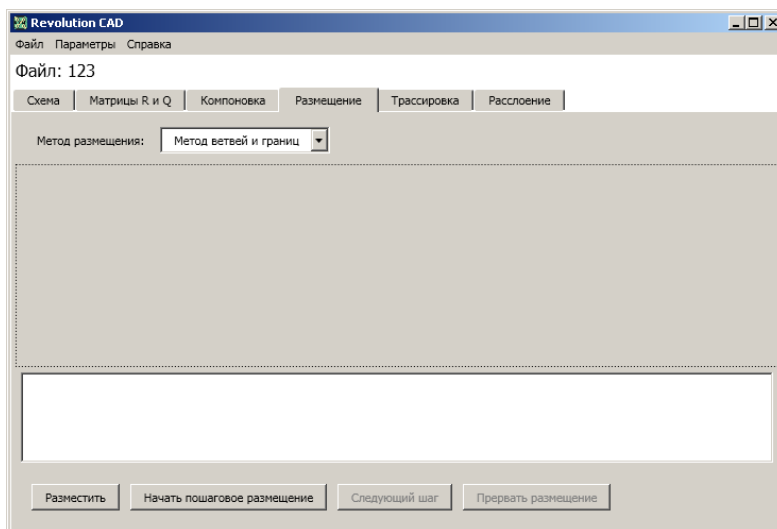 Revolution CAD
Файл Параметры Справка
Файл: 123
Схема Матрицы R и Q Компоновка Размещение Трассировка Расслоение
Метод размещения: Метод ветвей и границ
Разместить Начать пошаговое размещение Следующий шаг Прервать размещение